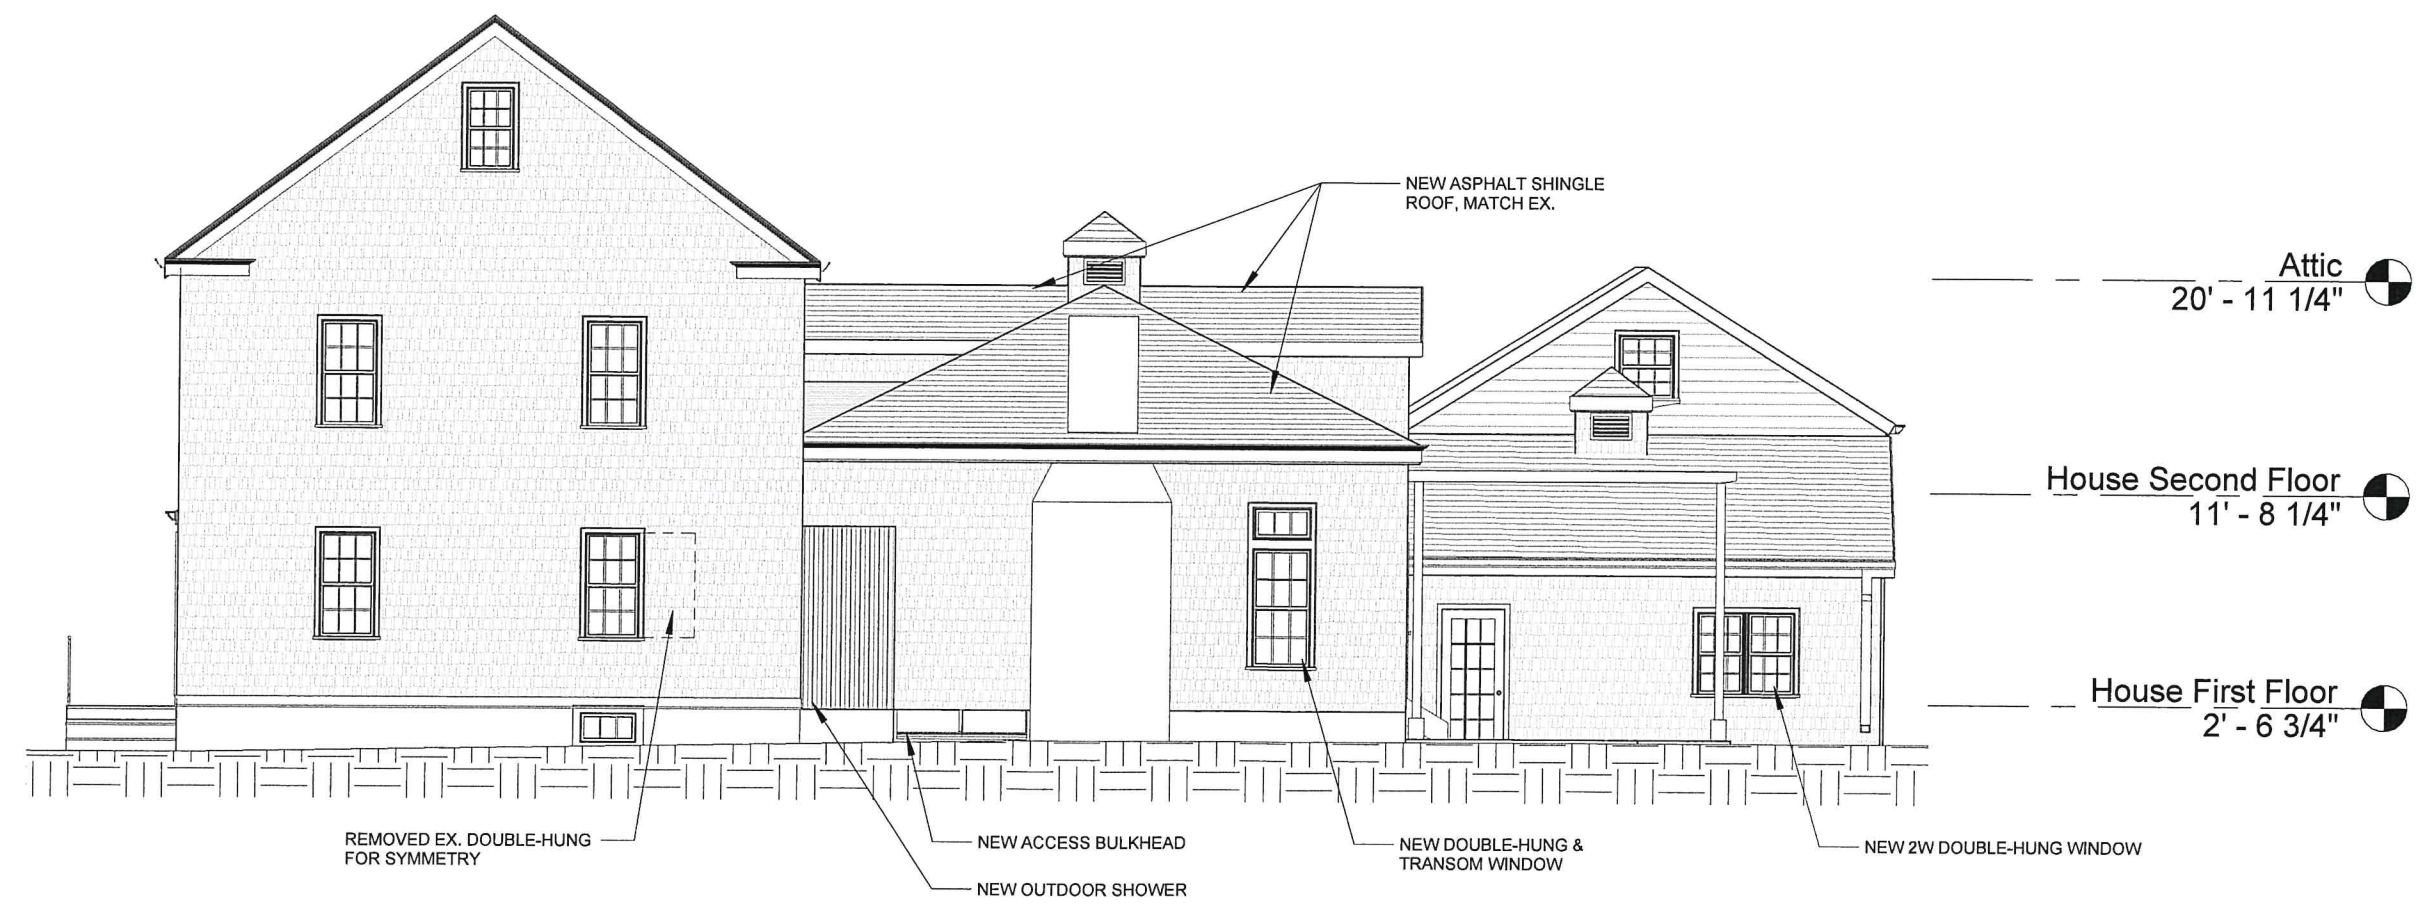 NEW ASPHALT SHINGLE
ROOF, MATCH EX.
Attic
20' - 11 1/4"
House Second Floor
11' - 8 1/4"
House First Floor
2' - 6 3/4"
REMOVED EX. DOUBLE-HUNG
FOR SYMMETRY
NEW ACCESS BULKHEAD
NEW OUTDOOR SHOWER
NEW DOUBLE-HUNG &
TRANSOM WINDOW
NEW 2W DOUBLE-HUNG WINDOW